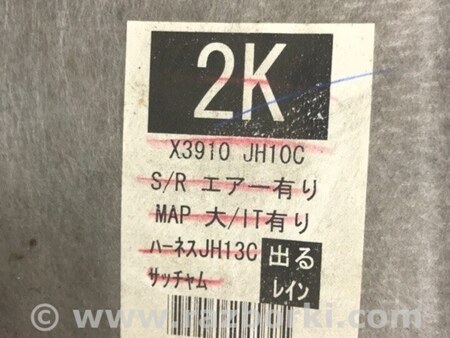 2K
X3910 JH10C
S/R エアー有り
MAP 大/IT有り
ハーネスJH13C 出る
サッチャム レイン
© www.razborki.com